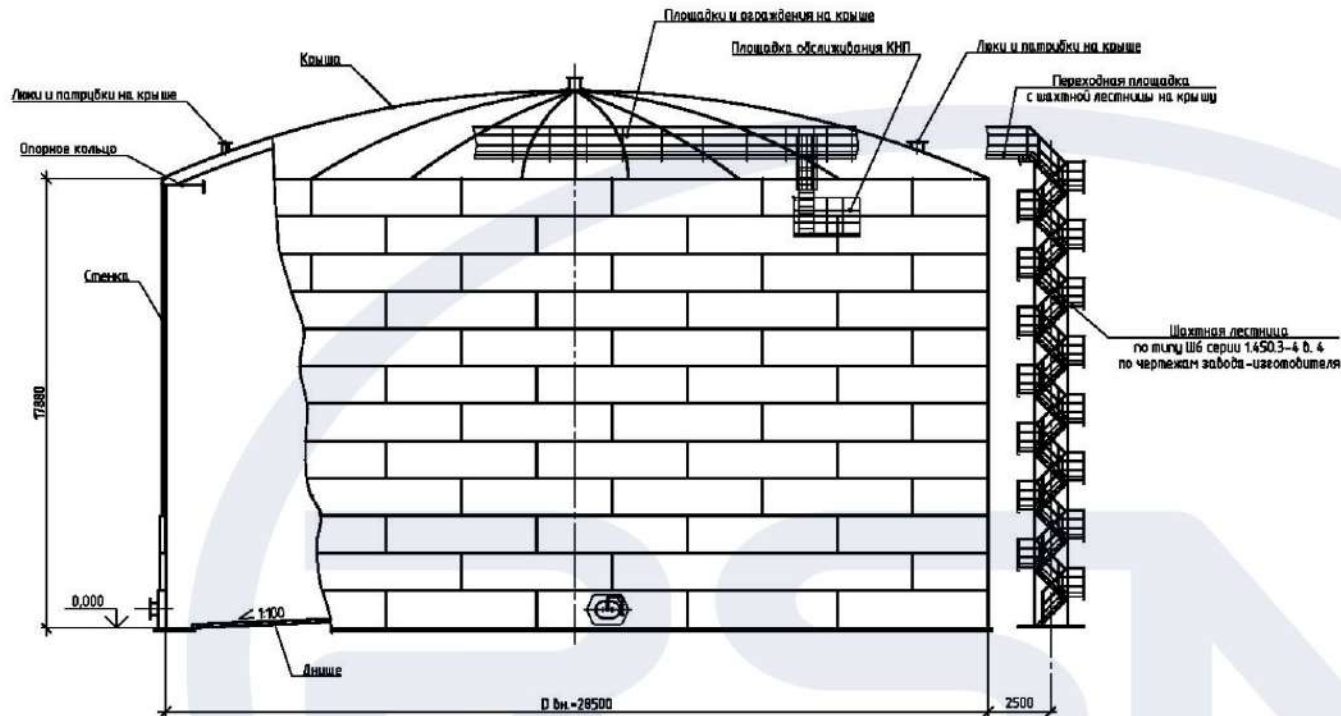 Площадки и ограждения на крыше
Площадка обслуживания КНП
Люки и патрубки на крыше
Крыша
Переходная площадка
с шахтной лестницы на крышу
Люки и патрубки на крыше
Опорное кольцо
Стенка
Шахтная лестница
по типу Ш6 серии 1.450.3-4 в. 4
по чертежам завода-изготовителя
17880
0,000
1:100
Днище
D вн.=28500
2500
PSM